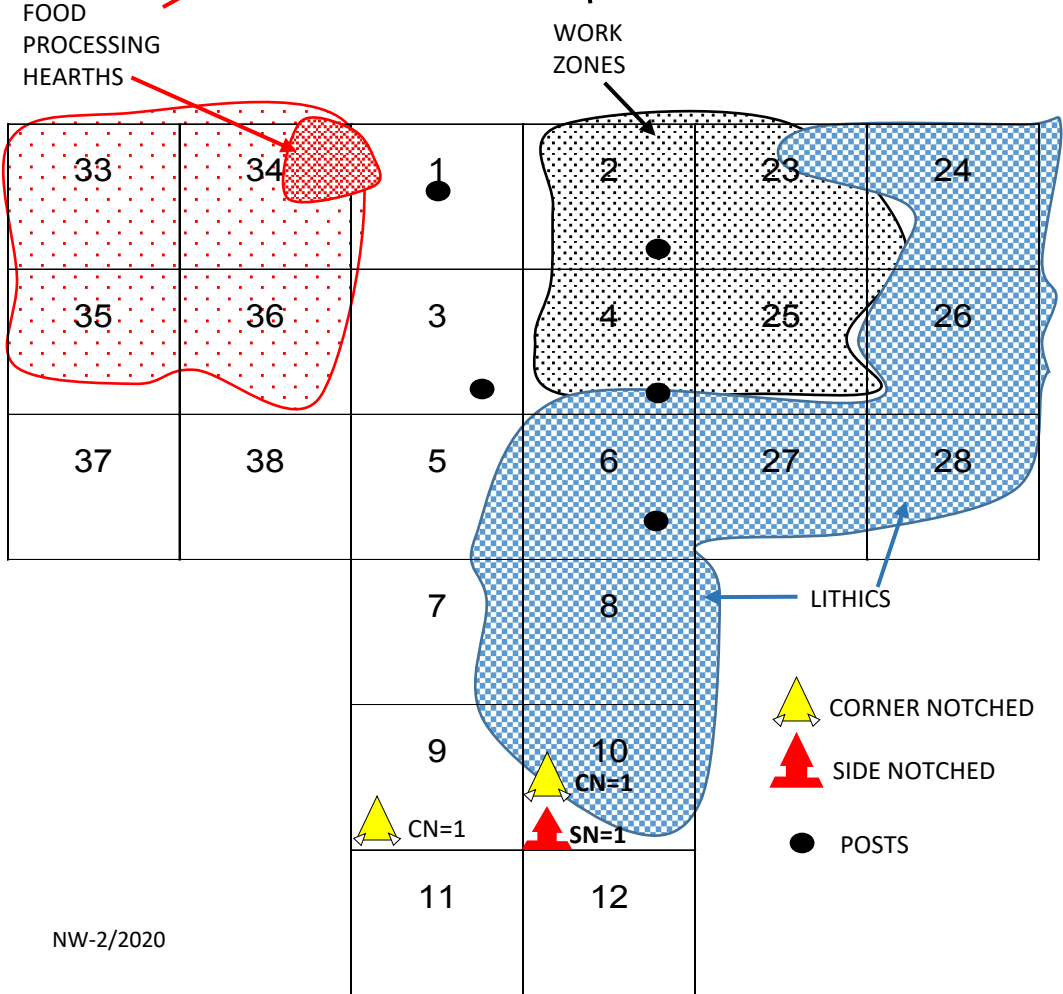 FOOD
PROCESSING
HEARTHS
WORK
ZONES
33 34 1 2 23 24
35 36 3 4 25 26
37 38 5 6 27 28
7 8
LITHICS
CORNER NOTCHED
9 10
CN=1
SIDE NOTCHED
CN=1
SN=1
POSTS
11 12
NW-2/2020